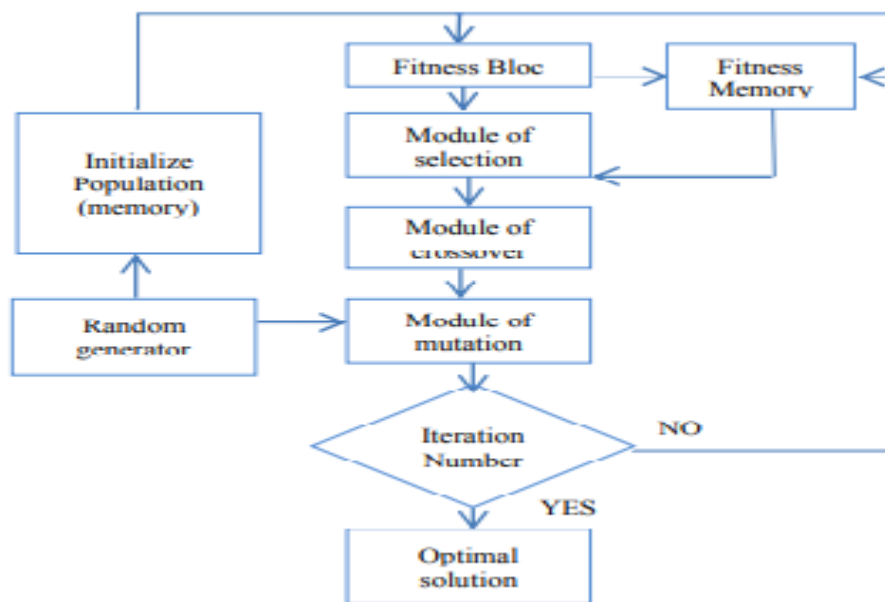 Fitness Bloc
Fitness
Memory
Module of
selection
Initialize
Population
(memory)
Module of
crossover
Random
generator
Module of
mutation
Iteration
Number
NO
YES
Optimal
solution